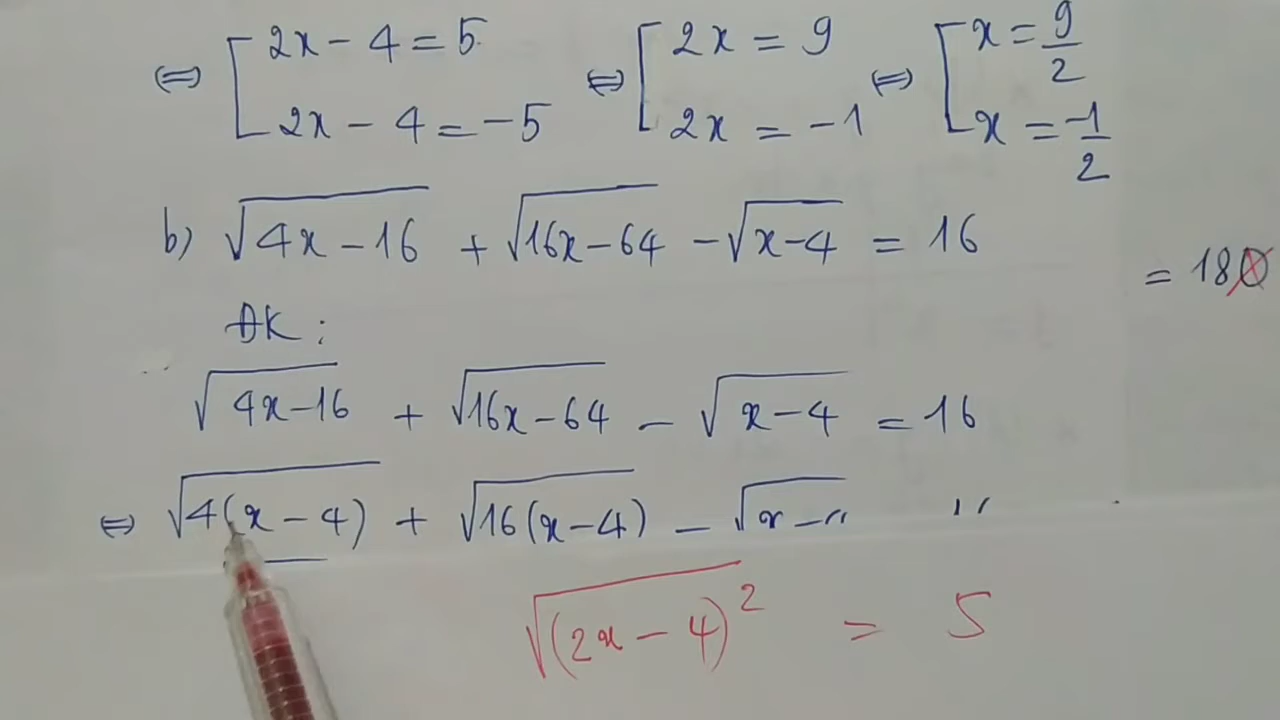 ⇔ [ 2x - 4 = 5 ⇔ [ 2x = 9 ⇔ [ x = 9/2
2x - 4 = -5 2x = -1 x = -1/2
b) √(4x - 16) + √(16x - 64) - √(x - 4) = 16
= 180
ĐK :
√(4x - 16) + √(16x - 64) - √(x - 4) = 16
⇔ √(4(x - 4)) + √(16(x - 4)) - √(x - " "
√((2x - 4)²) = 5